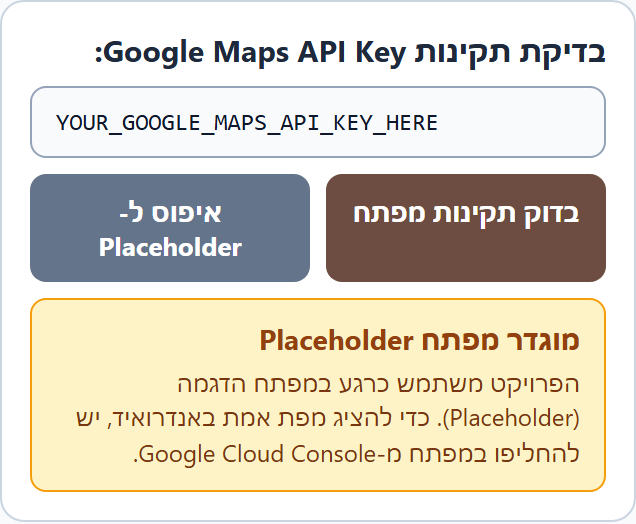 בדיקת תקינות Google Maps API Key:
YOUR_GOOGLE_MAPS_API_KEY_HERE
בדוק תקינות מפתח
איפוס ל-
Placeholder
מוגדר מפתח Placeholder
הפרויקט משתמש כרגע במפתח הדגמה
(Placeholder). כדי להציג מפת אמת באנדרואיד, יש
להחליפו במפתח מ-Google Cloud Console.